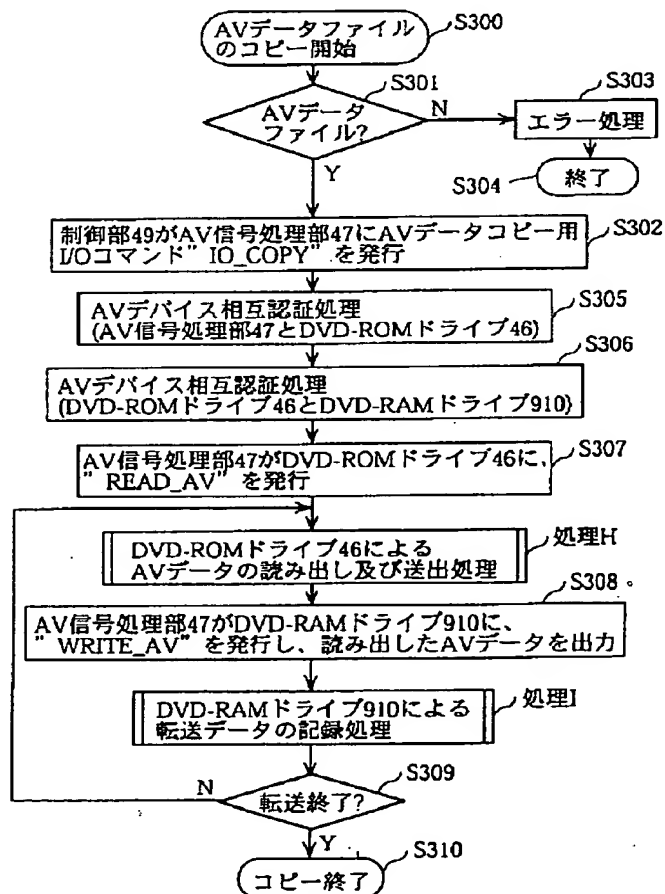 AVデータファイル
のコピー開始
S300
S301
AVデータ
ファイル?
N
Y
S303
エラー処理
S304
終了
制御部49がAV信号処理部47にAVデータコピー用
I/Oコマンド" IO_COPY" を発行
S302
AVデバイス相互認証処理
(AV信号処理部47とDVD-ROMドライブ46)
S305
AVデバイス相互認証処理
(DVD-ROMドライブ46とDVD-RAMドライブ910)
S306
AV信号処理部47がDVD-ROMドライブ46に、
" READ_AV" を発行
S307
DVD-ROMドライブ46による
AVデータの読み出し及び送出処理
処理H
AV信号処理部47がDVD-RAMドライブ910に、
" WRITE_AV" を発行し、読み出したAVデータを出力
S308
DVD-RAMドライブ910による
転送データの記録処理
処理I
転送終了?
S309
N
Y
コピー終了
S310